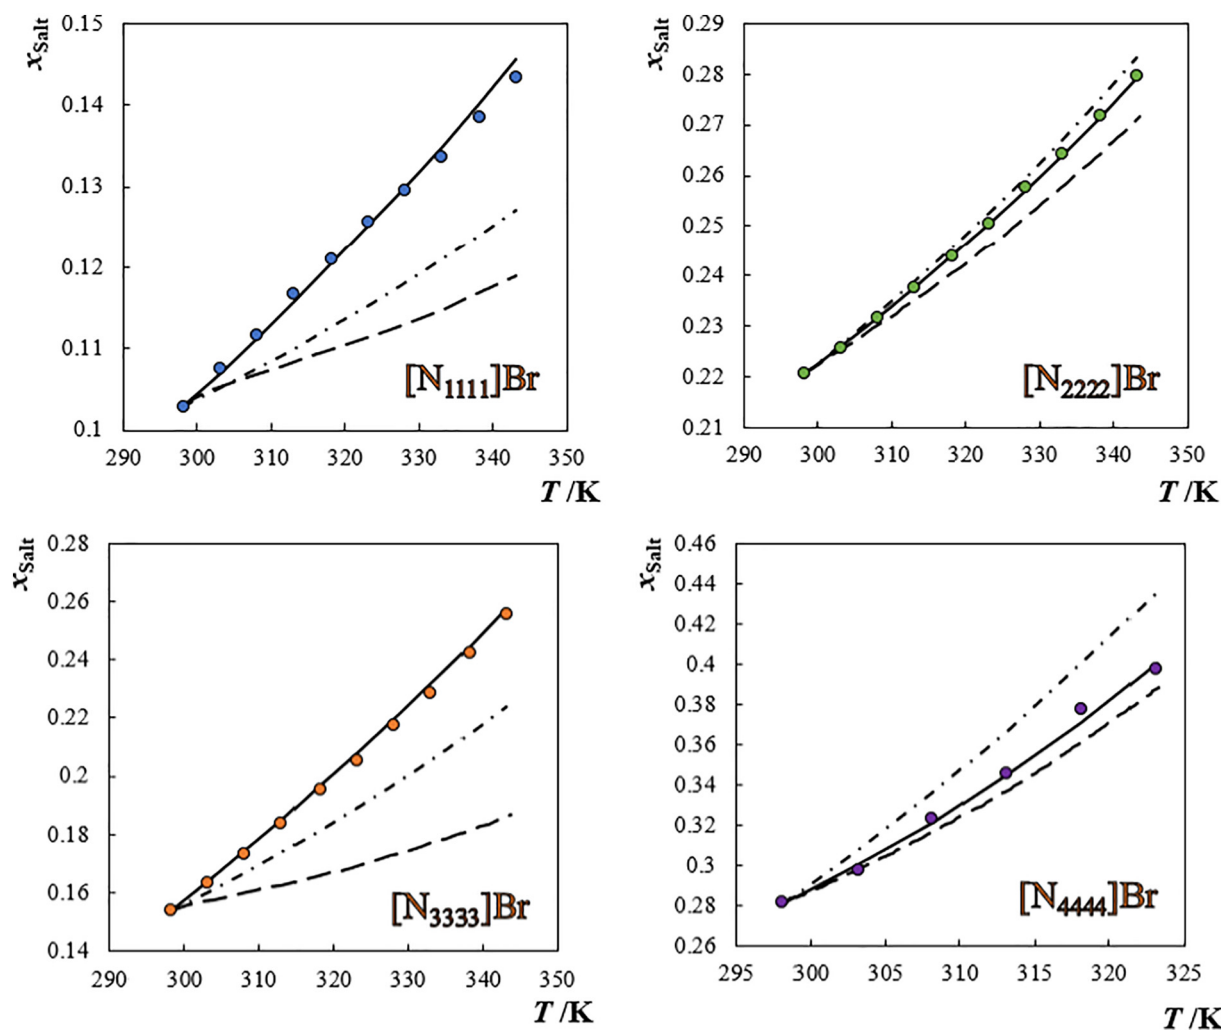 xSalt
0.15
0.14
0.13
0.12
0.11
0.1
290 300 310 320 330 340 350
T /K
[N1111]Br
xSalt
0.29
0.28
0.27
0.26
0.25
0.24
0.23
0.22
0.21
290 300 310 320 330 340 350
T /K
[N2222]Br
xSalt
0.28
0.26
0.24
0.22
0.2
0.18
0.16
0.14
290 300 310 320 330 340 350
T /K
[N3333]Br
xSalt
0.46
0.44
0.42
0.4
0.38
0.36
0.34
0.32
0.3
0.28
0.26
295 300 305 310 315 320 325
T /K
[N4444]Br